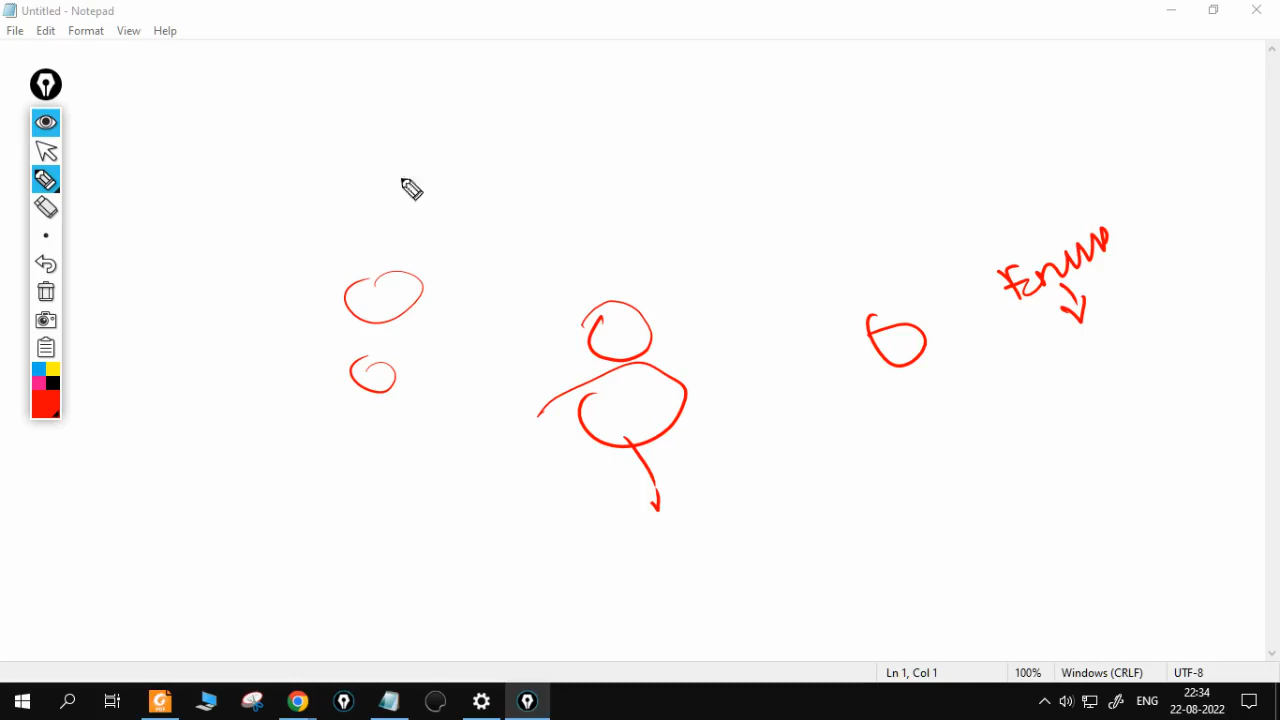 Untitled - Notepad
File Edit Format View Help
Ln 1, Col 1 100% Windows (CRLF) UTF-8
ENG 22:34
22-08-2022